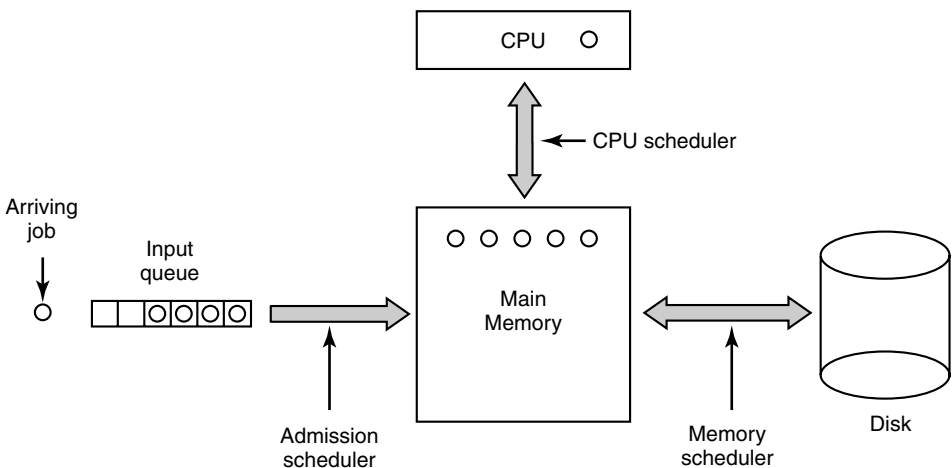 CPU
CPU scheduler
Arriving
job
Input
queue
Main
Memory
Admission
scheduler
Memory
scheduler
Disk